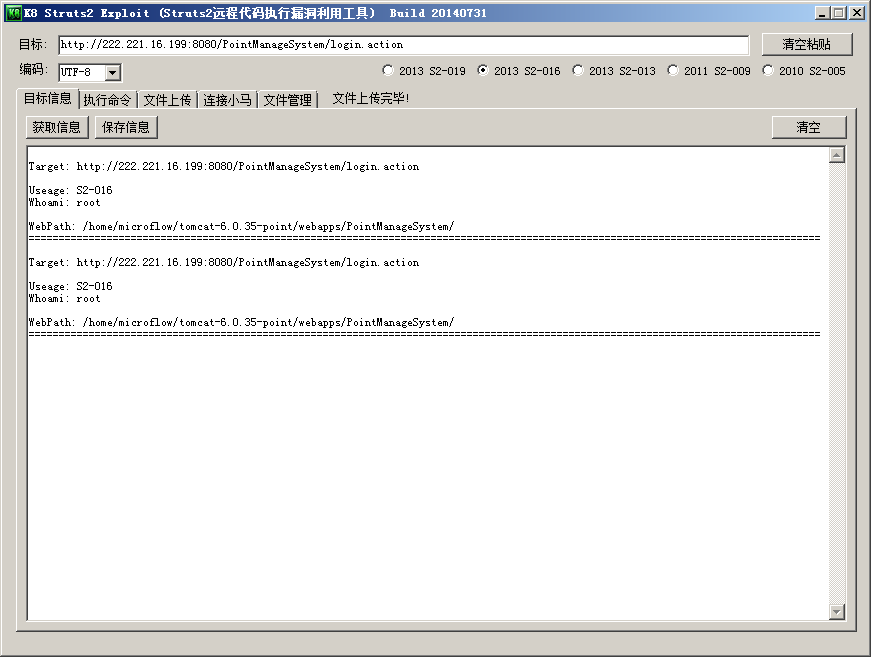 K8 K8 Struts2 Exploit (Struts2远程代码执行漏洞利用工具) Build 20140731
目标: http://222.221.16.199:8080/PointManageSystem/login.action 清空粘贴
编码: UTF-8 2013 S2-019 2013 S2-016 2013 S2-013 2011 S2-009 2010 S2-005
目标信息 执行命令 文件上传 连接小马 文件管理 文件上传完毕!
获取信息 保存信息 清空
Target: http://222.221.16.199:8080/PointManageSystem/login.action
Useage: S2-016
Whoami: root
WebPath: /home/microflow/tomcat-6.0.35-point/webapps/PointManageSystem/
Target: http://222.221.16.199:8080/PointManageSystem/login.action
Useage: S2-016
Whoami: root
WebPath: /home/microflow/tomcat-6.0.35-point/webapps/PointManageSystem/